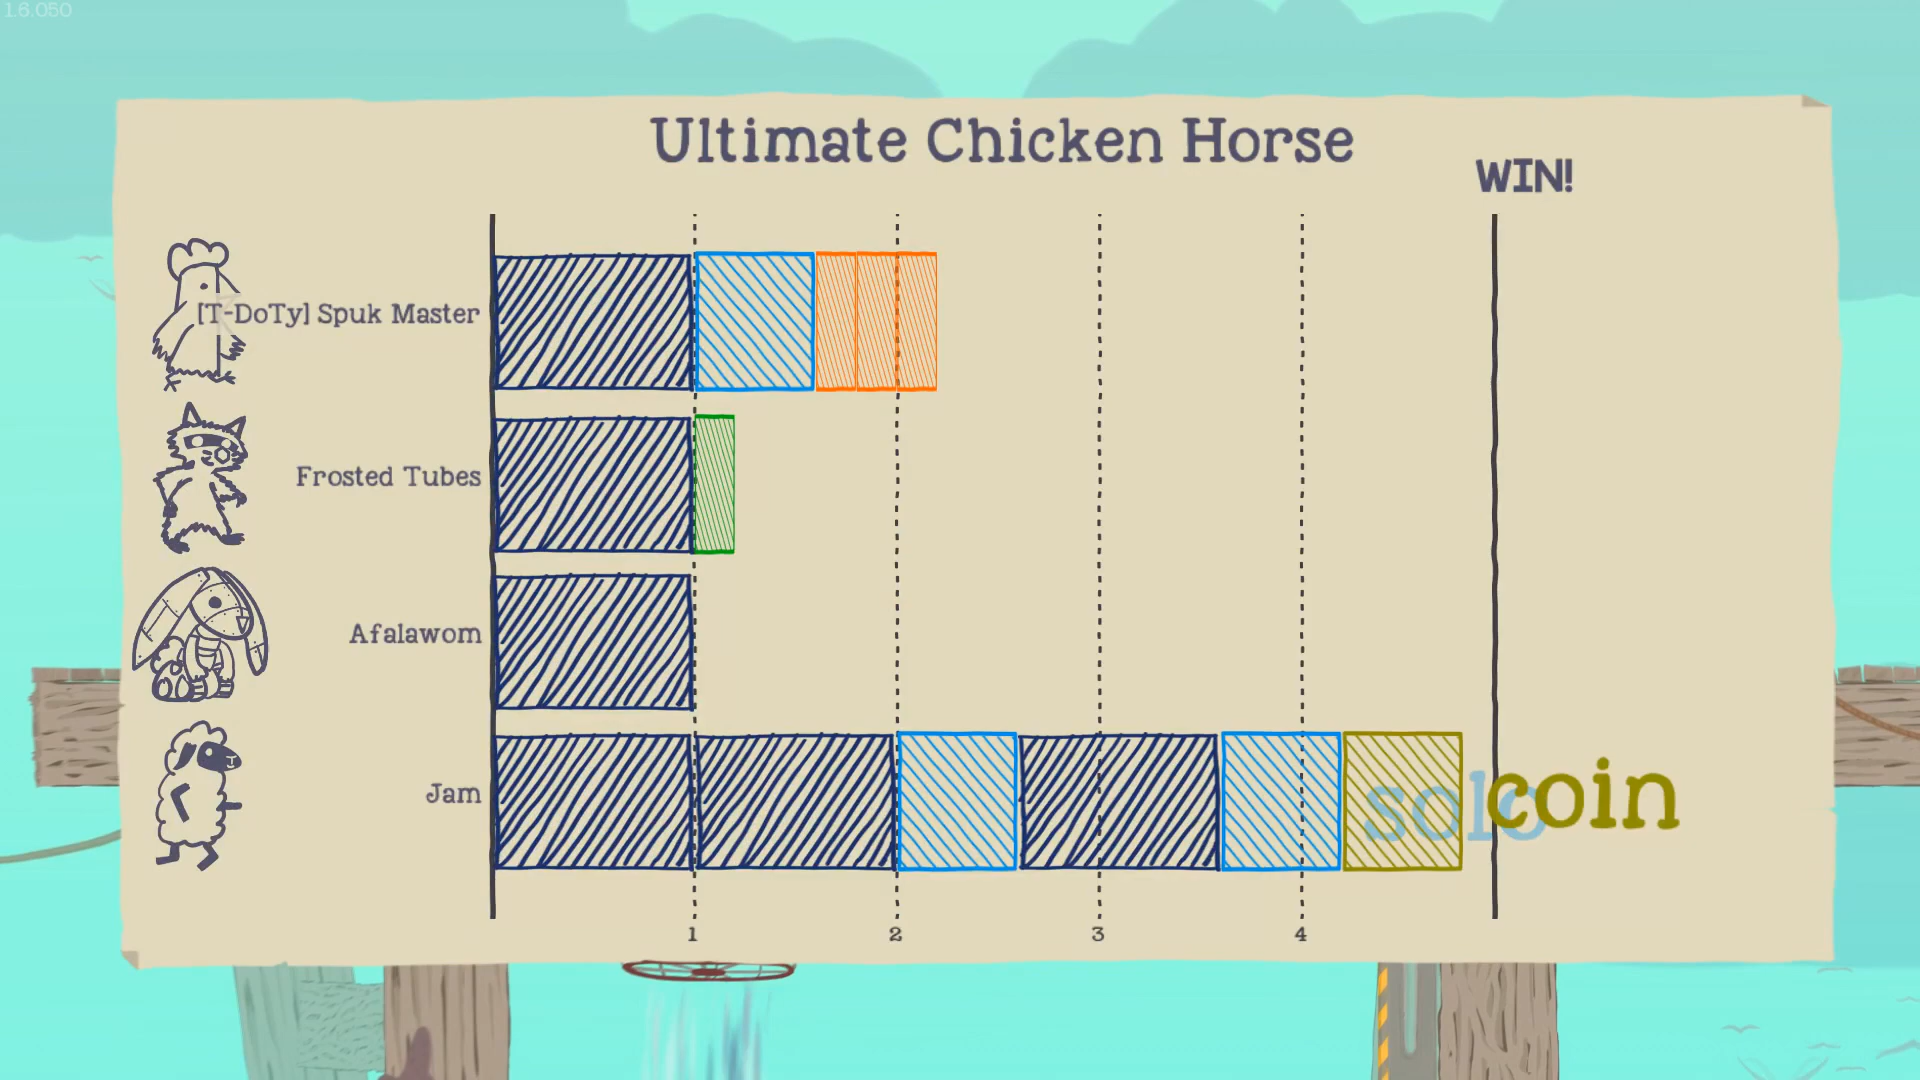 1.6.050
Ultimate Chicken Horse
WIN!
[T-DoTy] Spuk Master
Frosted Tubes
Afalawom
Jam
solo
coin
1 2 3 4